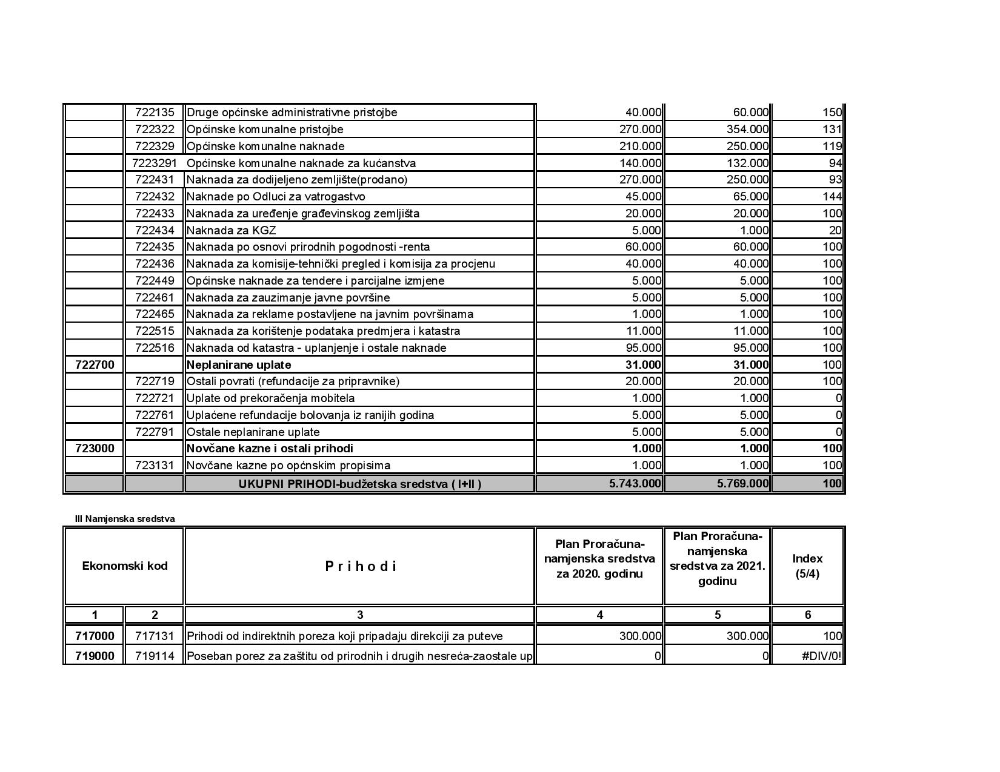 722135 Druge općinske administrativne pristojbe 40.000 60.000 150
722322 Općinske komunalne pristojbe 270.000 354.000 131
722329 Općinske komunalne naknade 210.000 250.000 119
7223291 Općinske komunalne naknade za kućanstva 140.000 132.000 94
722431 Naknada za dodijeljeno zemljište(prodano) 270.000 250.000 93
722432 Naknade po Odluci za vatrogastvo 45.000 65.000 144
722433 Naknada za uređenje građevinskog zemljišta 20.000 20.000 100
722434 Naknada za KGZ 5.000 1.000 20
722435 Naknada po osnovi prirodnih pogodnosti -renta 60.000 60.000 100
722436 Naknada za komisije-tehnički pregled i komisija za procjenu 40.000 40.000 100
722449 Općinske naknade za tendere i parcijalne izmjene 5.000 5.000 100
722461 Naknada za zauzimanje javne površine 5.000 5.000 100
722465 Naknada za reklame postavljene na javnim površinama 1.000 1.000 100
722515 Naknada za korištenje podataka predmjera i katastra 11.000 11.000 100
722516 Naknada od katastra - uplanjenje i ostale naknade 95.000 95.000 100
722700 Neplanirane uplate 31.000 31.000 100
722719 Ostali povrati (refundacije za pripravnike) 20.000 20.000 100
722721 Uplate od prekoračenja mobitela 1.000 1.000 0
722761 Uplaćene refundacije bolovanja iz ranijih godina 5.000 5.000 0
722791 Ostale neplanirane uplate 5.000 5.000 0
723000 Novčane kazne i ostali prihodi 1.000 1.000 100
723131 Novčane kazne po općnskim propisima 1.000 1.000 100
UKUPNI PRIHODI-budžetska sredstva ( I+II ) 5.743.000 5.769.000 100
III Namjenska sredstva
Ekonomski kod
P r i h o d i
Plan Proračuna-
namjenska sredstva
za 2020. godinu
Plan Proračuna-
namjenska
sredstva za 2021.
godinu
Index
(5/4)
1 2 3 4 5 6
717000 717131 Prihodi od indirektnih poreza koji pripadaju direkciji za puteve 300.000 300.000 100
719000 719114 Poseban porez za zaštitu od prirodnih i drugih nesreća-zaostale up 0 0 #DIV/0!